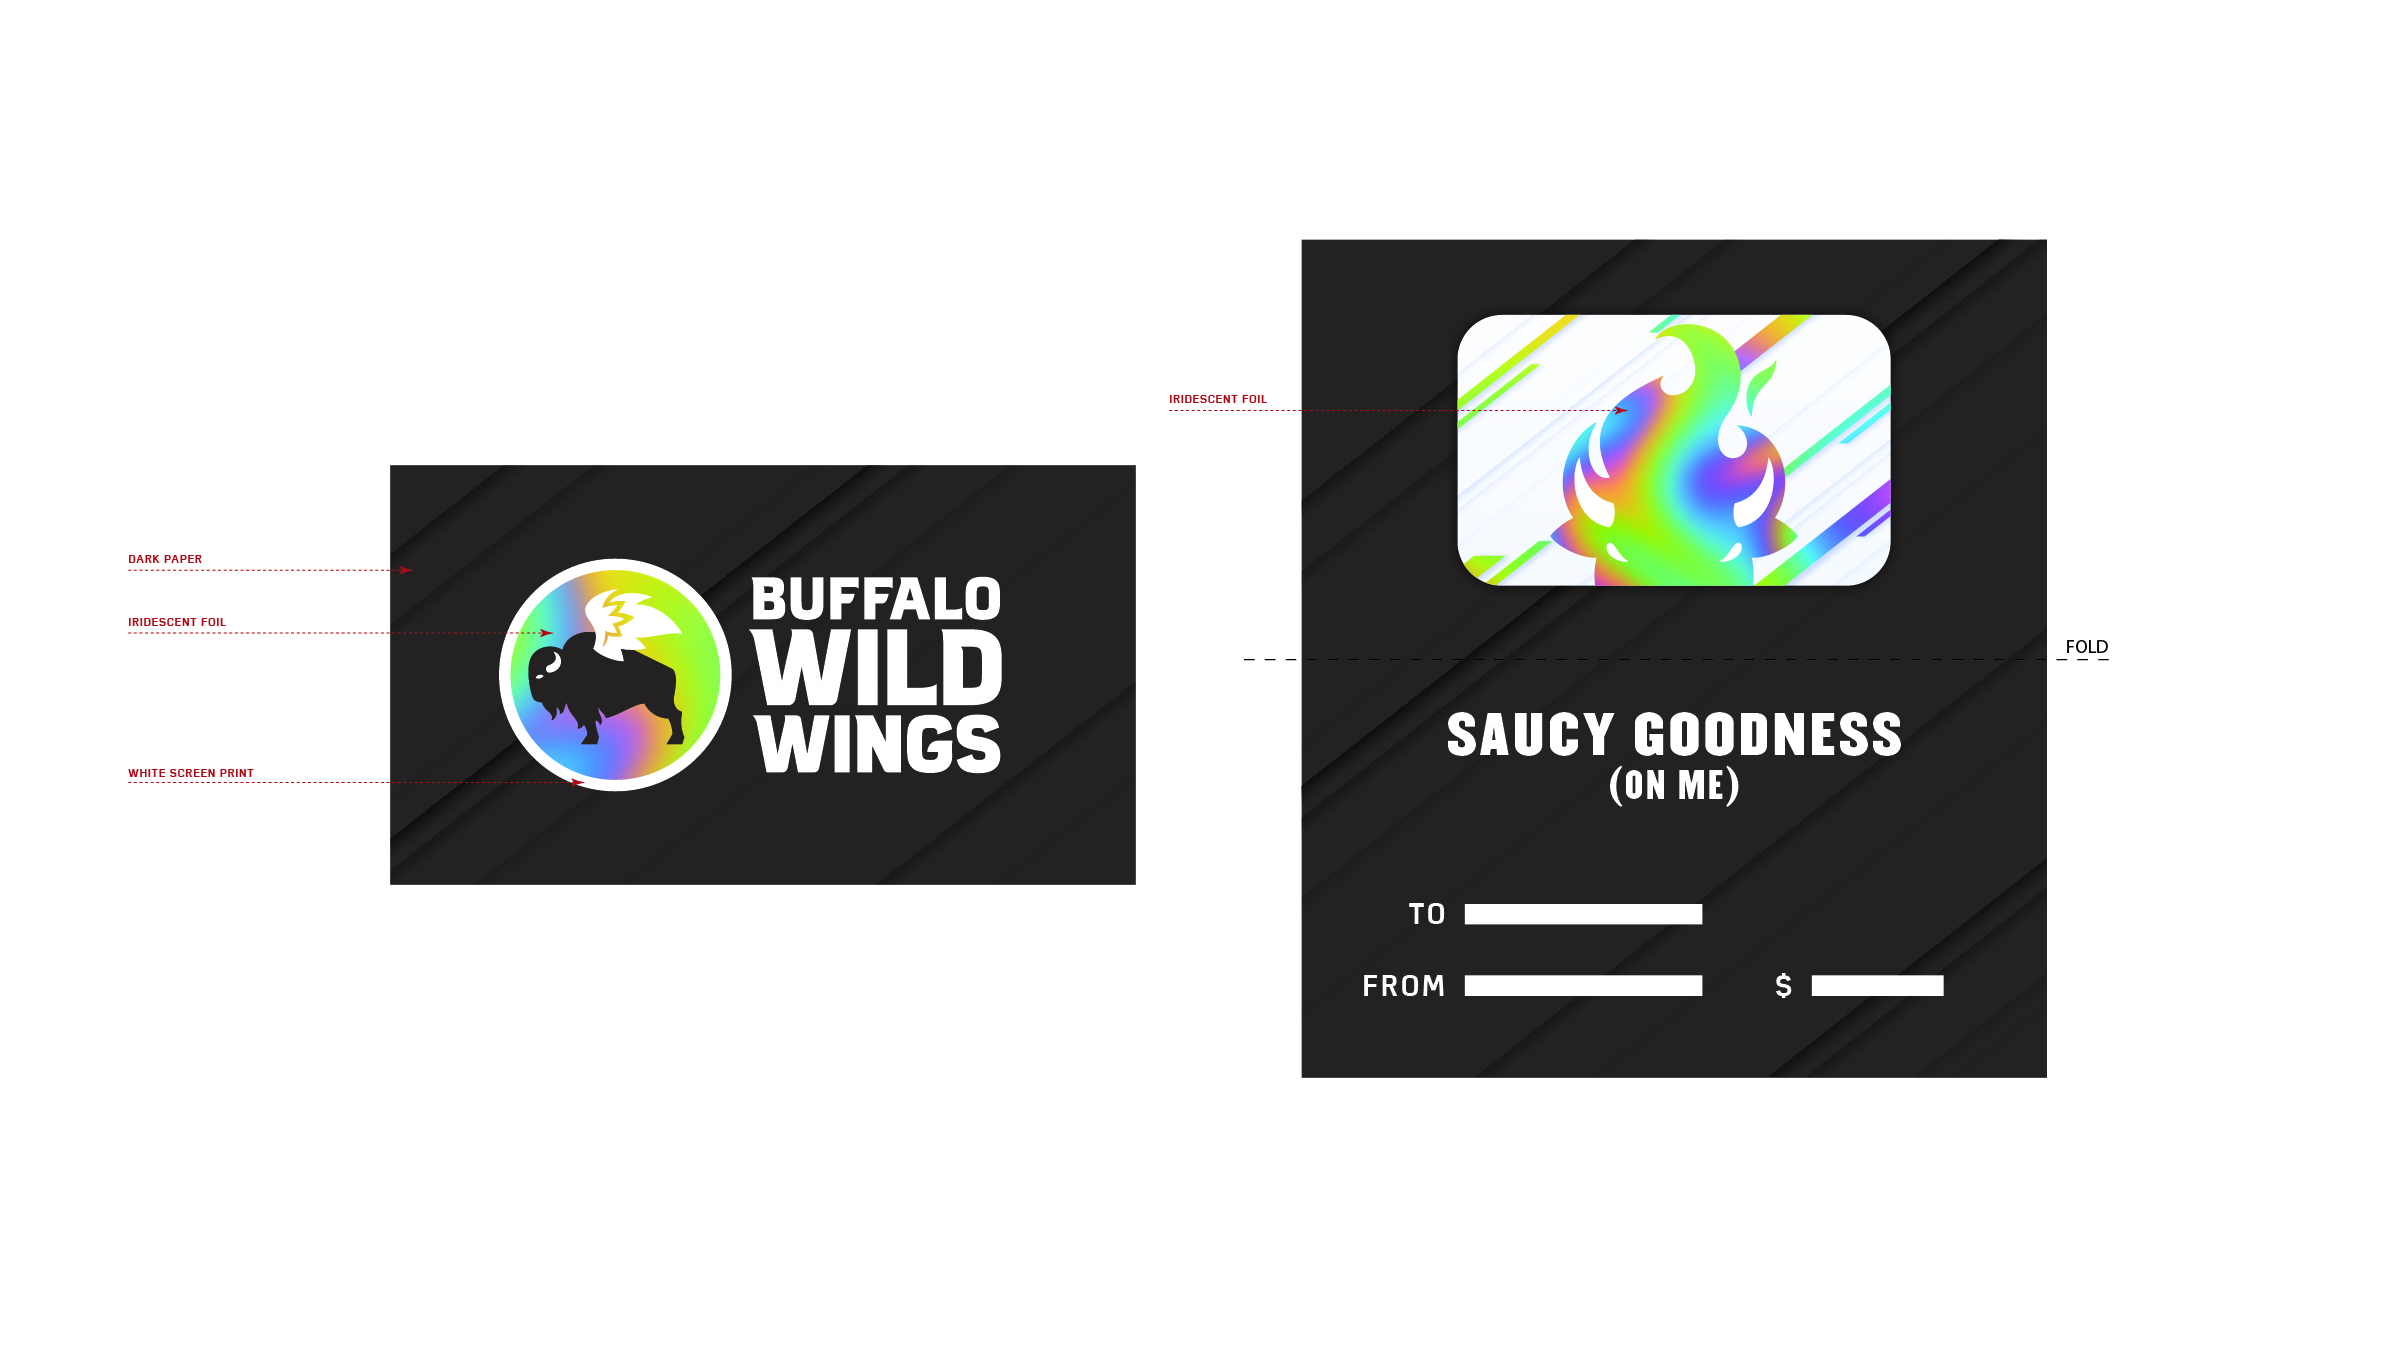 DARK PAPER
IRIDESCENT FOIL
WHITE SCREEN PRINT
BUFFALO
WILD
WINGS
IRIDESCENT FOIL
FOLD
SAUCY GOODNESS
(ON ME)
TO
FROM
$